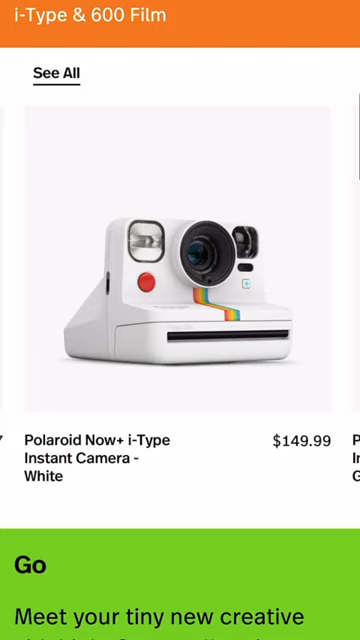 i-Type & 600 Film
See All
Polaroid Now+ i-Type
Instant Camera -
White
$149.99
Go
Meet your tiny new creative